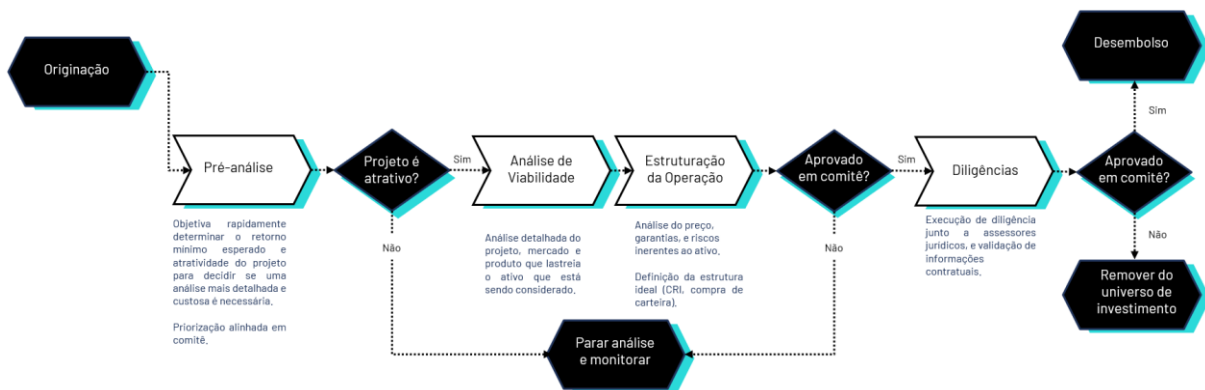 Originação
Pré-análise
Objetiva rapidamente
determinar o retorno
mínimo esperado e
atratividade do projeto
para decidir se uma
análise mais detalhada e
custosa é necessária.
Priorização alinhada em
comitê.
Projeto é
atrativo?
Sim
Não
Análise de
Viabilidade
Análise detalhada do
projeto, mercado e
produto que lastreia
o ativo que está
sendo considerado.
Estruturação
da Operação
Análise do preço,
garantias, e riscos
inerentes ao ativo.
Definição da estrutura
ideal (CRI, compra de
carteira).
Aprovado
em comitê?
Sim
Não
Parar análise
e monitorar
Diligências
Execução de diligência
junto a assessores
jurídicos, e validação de
informações
contratuais.
Aprovado
em comitê?
Sim
Desembolso
Não
Remover do
universo de
investimento